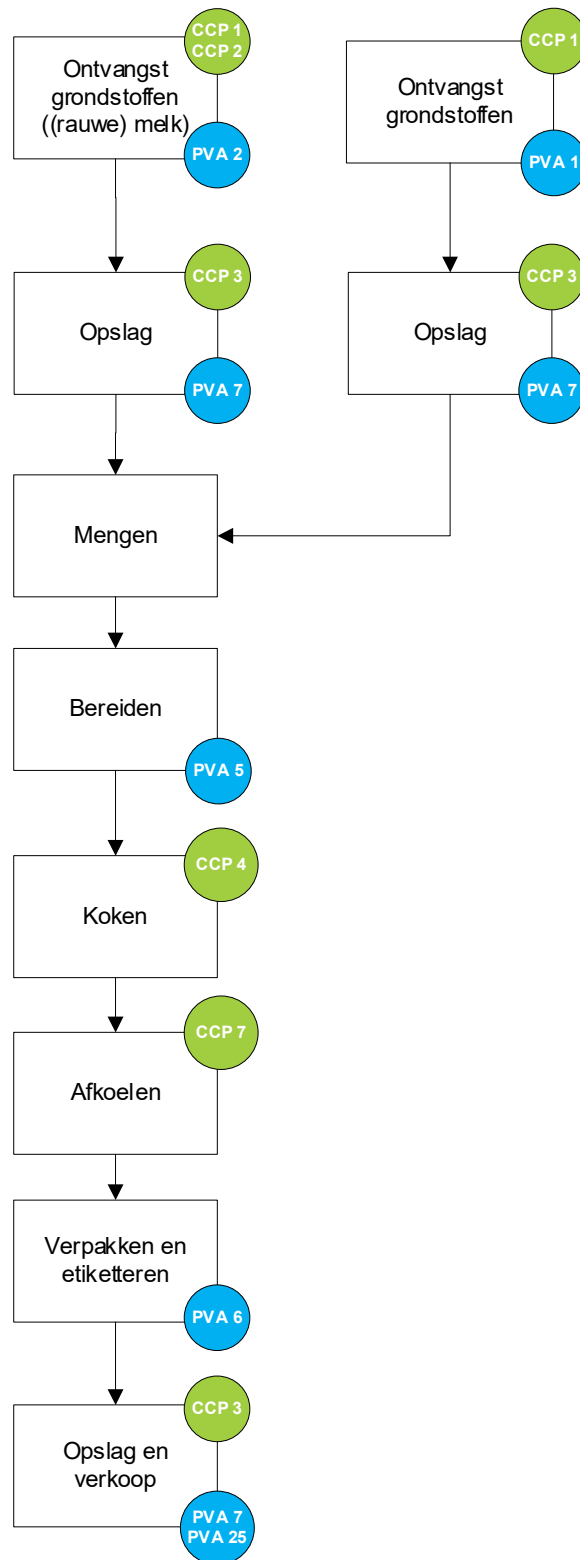 CCP 1
CCP 2
Ontvangst
grondstoffen
((rauwe) melk)
PVA 2
CCP 1
Ontvangst
grondstoffen
PVA 1
CCP 3
Opslag
PVA 7
CCP 3
Opslag
PVA 7
Mengen
Bereiden
PVA 5
CCP 4
Koken
CCP 7
Afkoelen
Verpakken en
etiketteren
PVA 6
CCP 3
Opslag en
verkoop
PVA 7
PVA 25